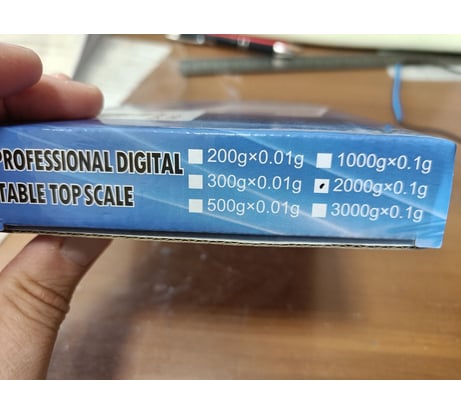 PROFESSIONAL DIGITAL
TABLE TOP SCALE
200g×0.01g
300g×0.01g
500g×0.01g
1000g×0.1g
2000g×0.1g
3000g×0.1g